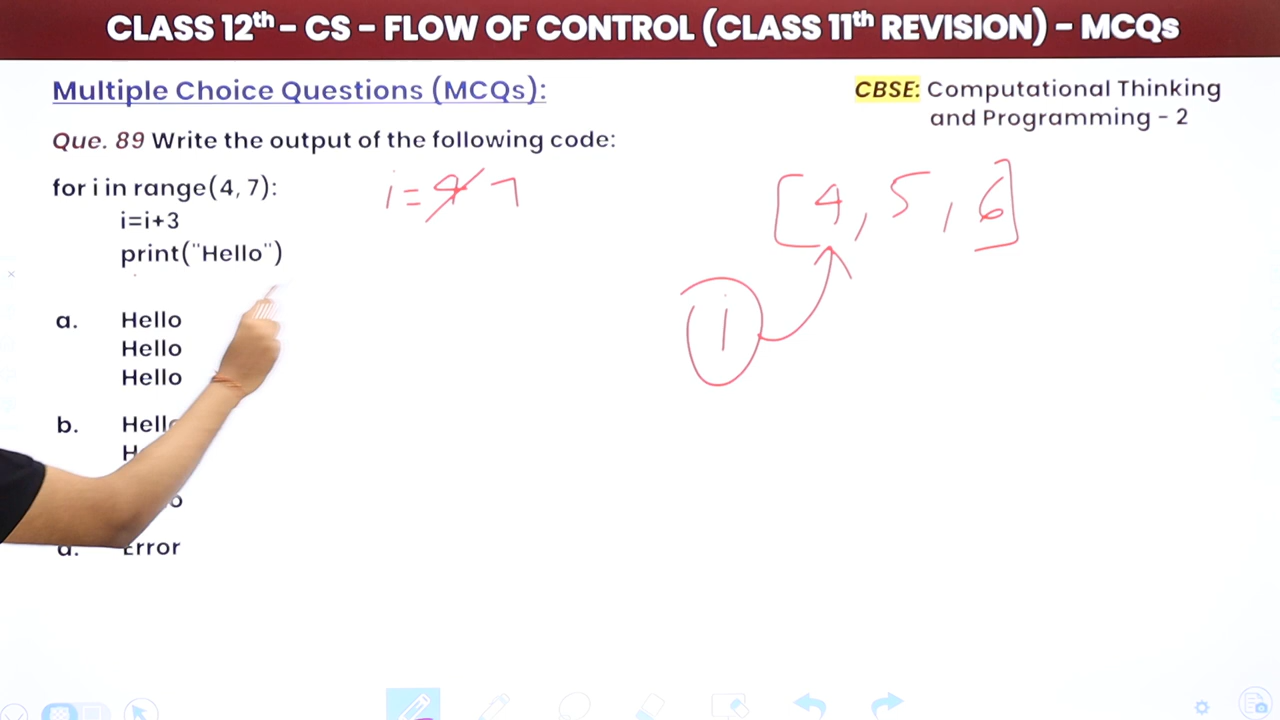 CLASS 12th - CS - FLOW OF CONTROL (CLASS 11th REVISION) - MCQs
Multiple Choice Questions (MCQs):
CBSE: Computational Thinking
and Programming - 2
Que. 89 Write the output of the following code:
for i in range(4, 7):
i=i+3
print("Hello")
i = 4 7
[4, 5, 6]
i
a. Hello
Hello
Hello
b.
Error